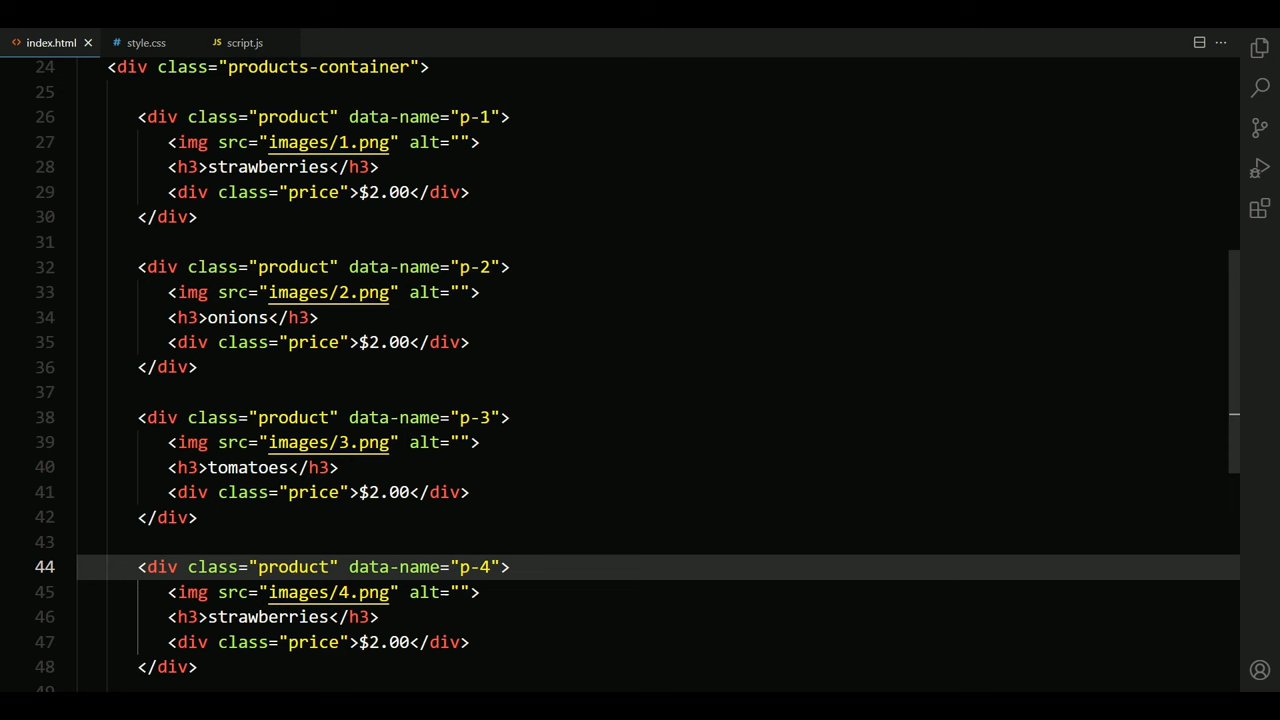 index.html
# style.css
JS script.js
24 <div class="products-container">
25
26 <div class="product" data-name="p-1">
27 <img src="images/1.png" alt="">
28 <h3>strawberries</h3>
29 <div class="price">$2.00</div>
30 </div>
31
32 <div class="product" data-name="p-2">
33 <img src="images/2.png" alt="">
34 <h3>onions</h3>
35 <div class="price">$2.00</div>
36 </div>
37
38 <div class="product" data-name="p-3">
39 <img src="images/3.png" alt="">
40 <h3>tomatoes</h3>
41 <div class="price">$2.00</div>
42 </div>
43
44 <div class="product" data-name="p-4">
45 <img src="images/4.png" alt="">
46 <h3>strawberries</h3>
47 <div class="price">$2.00</div>
48 </div>
49